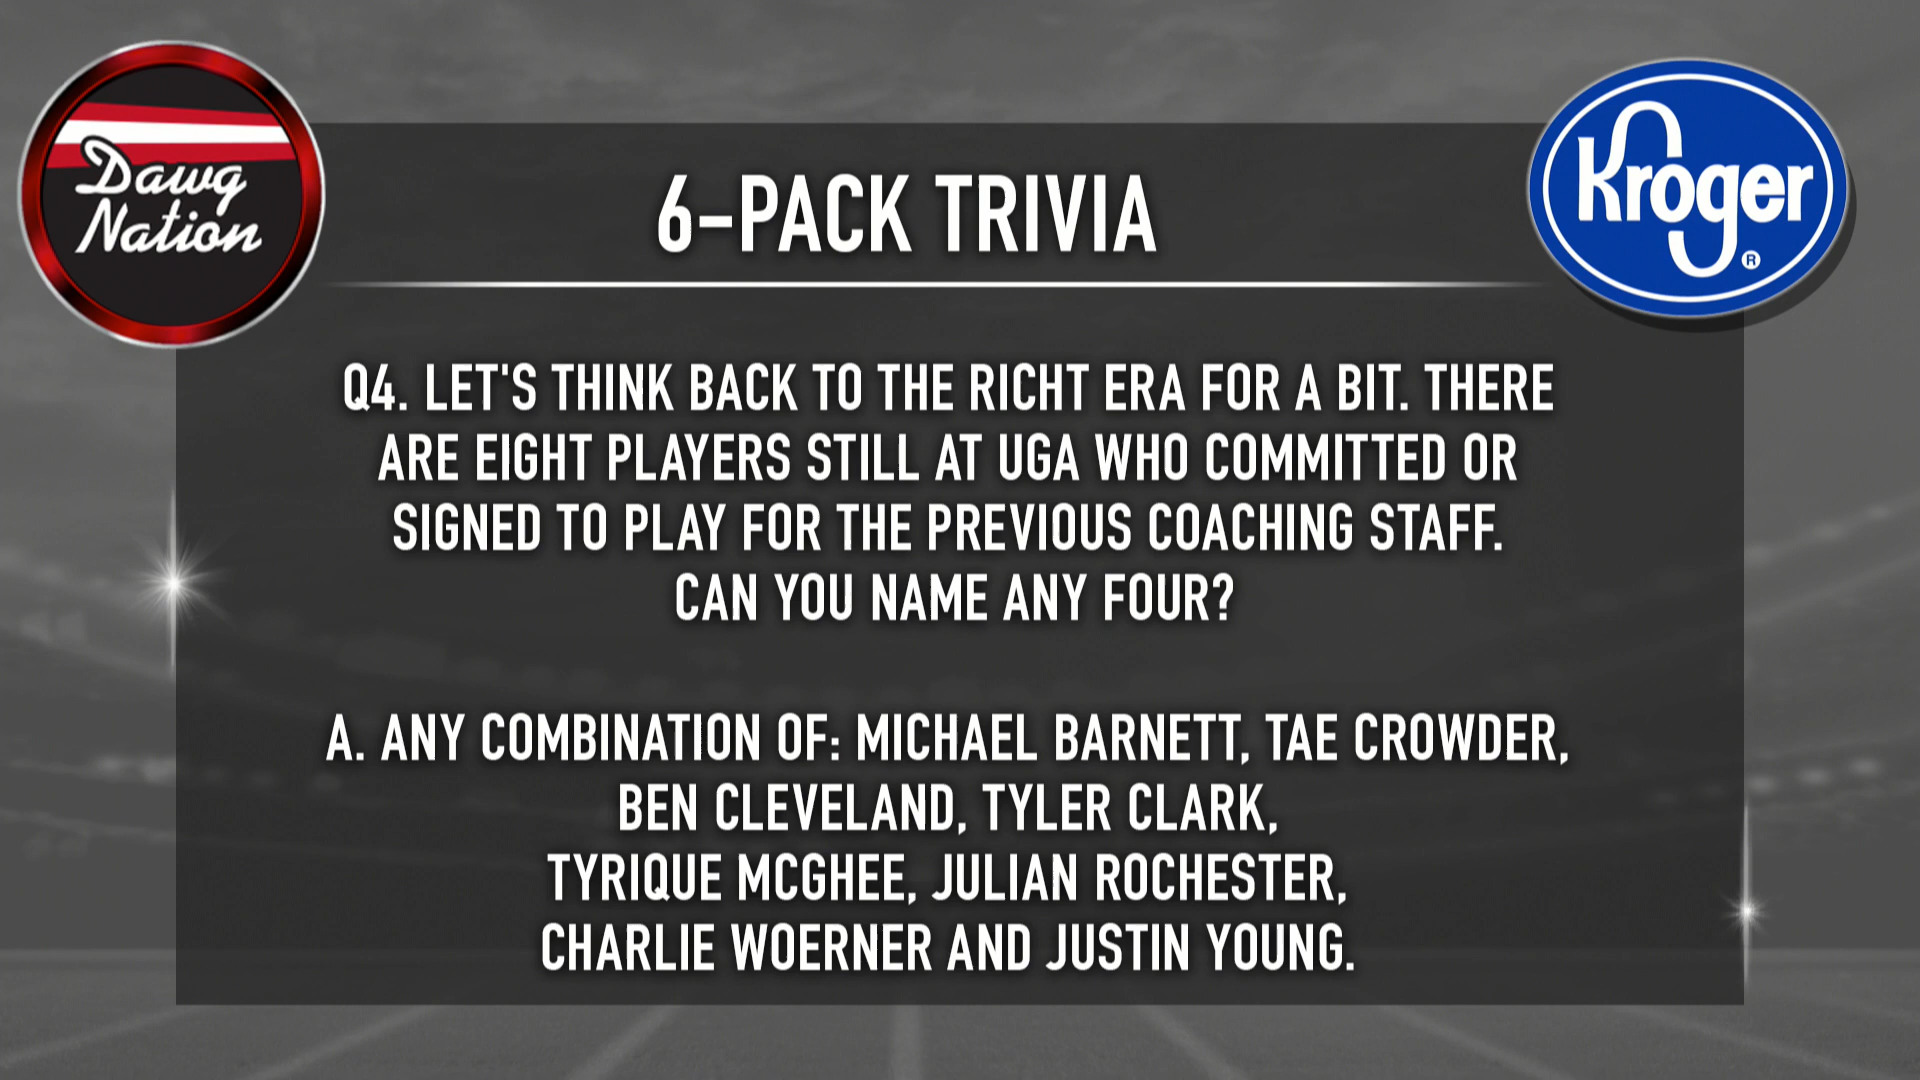 Dawg
Nation
Kroger
®
6-PACK TRIVIA
Q4. LET'S THINK BACK TO THE RICHT ERA FOR A BIT. THERE
ARE EIGHT PLAYERS STILL AT UGA WHO COMMITTED OR
SIGNED TO PLAY FOR THE PREVIOUS COACHING STAFF.
CAN YOU NAME ANY FOUR?
A. ANY COMBINATION OF: MICHAEL BARNETT, TAE CROWDER,
BEN CLEVELAND, TYLER CLARK,
TYRIQUE MCGHEE, JULIAN ROCHESTER,
CHARLIE WOERNER AND JUSTIN YOUNG.